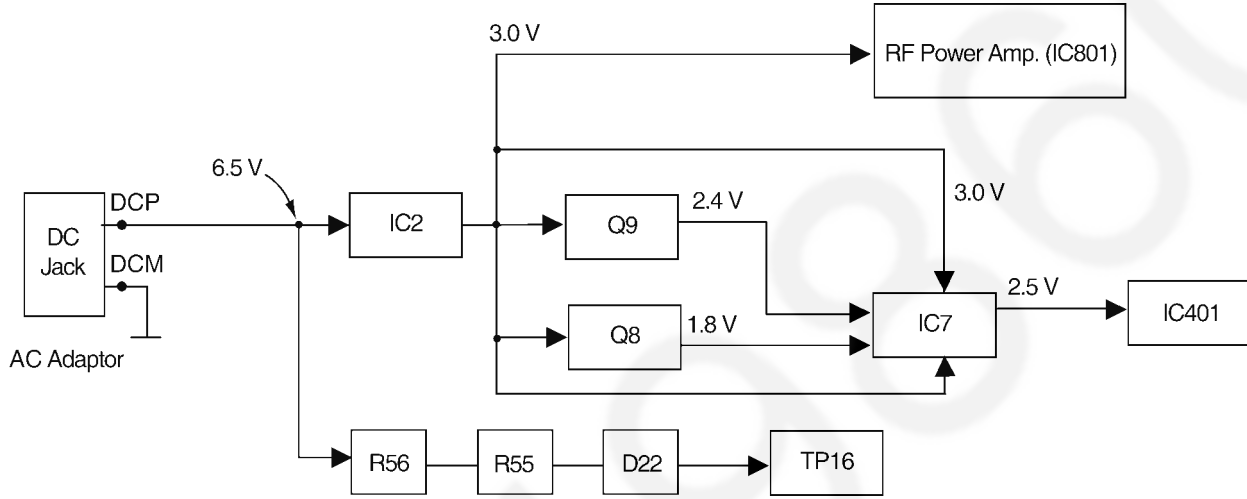 3.0 V
RF Power Amp. (IC801)
6.5 V
DCP
DC
Jack
DCM
AC Adaptor
IC2
Q9
2.4 V
3.0 V
Q8
1.8 V
IC7
2.5 V
IC401
R56
R55
D22
TP16